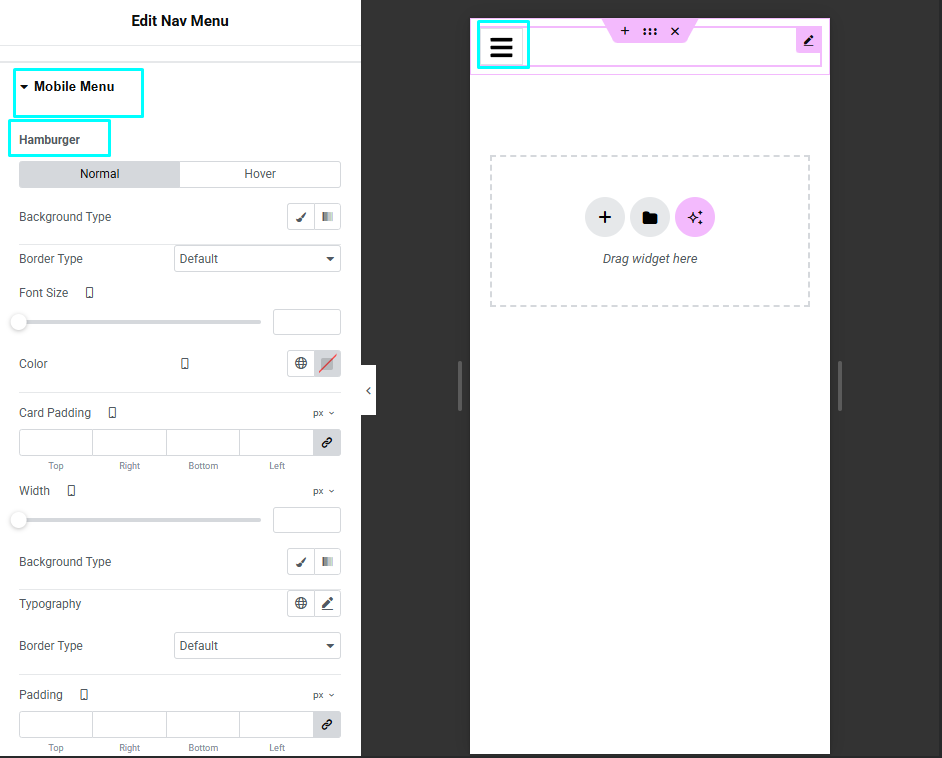 Edit Nav Menu
Mobile Menu
Hamburger
Normal Hover
Background Type
Border Type Default
Font Size
Color
Card Padding px
Top Right Bottom Left
Width px
Background Type
Typography
Border Type Default
Padding px
Top Right Bottom Left
Drag widget here